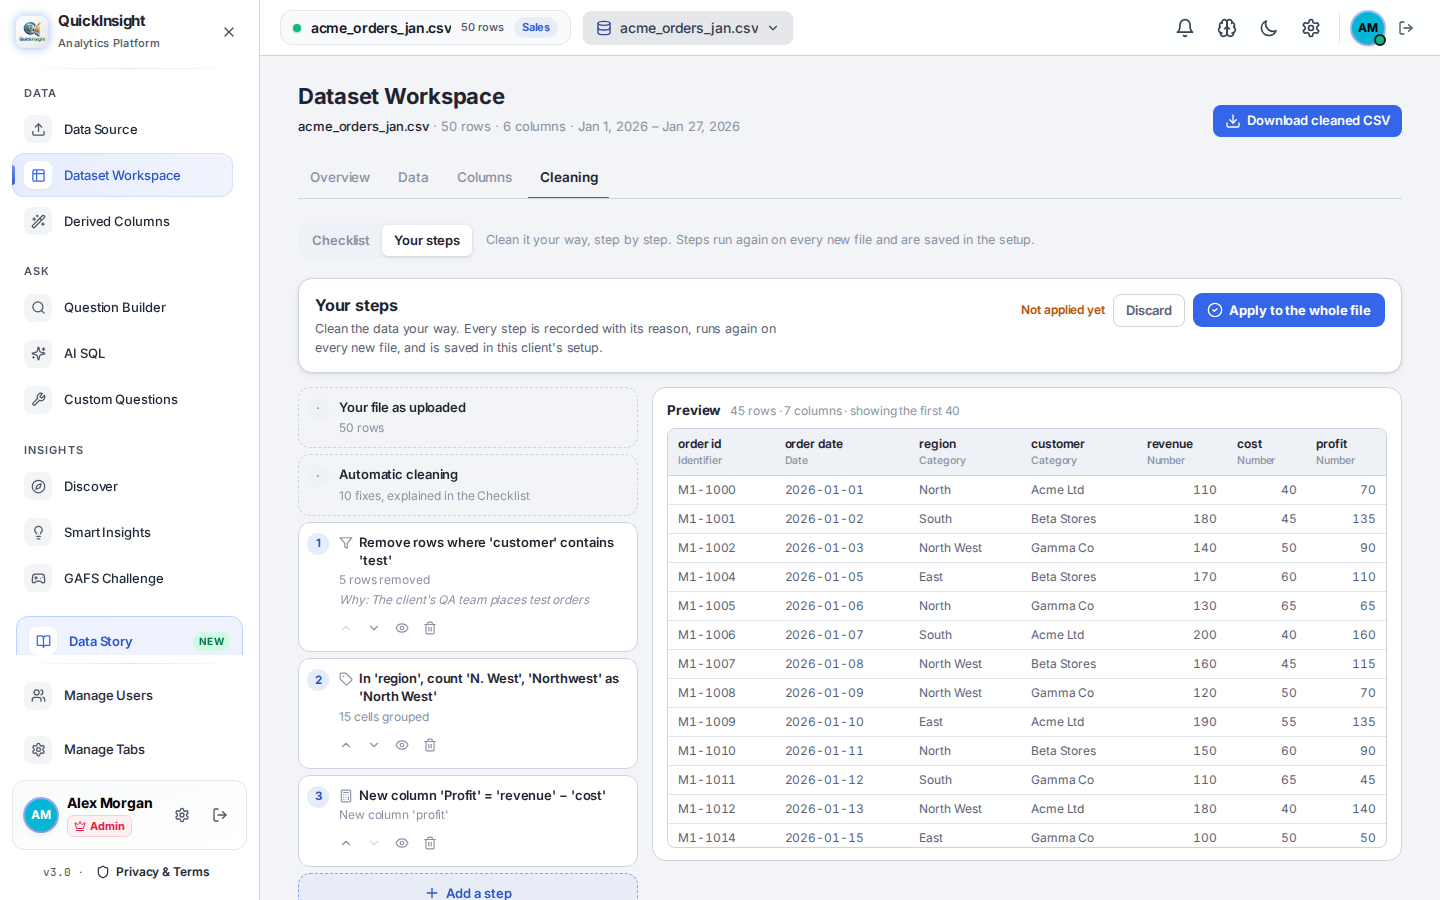 QuickInsight
Analytics Platform
DATA
Data Source
Dataset Workspace
Derived Columns
ASK
Question Builder
AI SQL
Custom Questions
INSIGHTS
Discover
Smart Insights
GAFS Challenge
Data Story NEW
Manage Users
Manage Tabs
AM Alex Morgan
Admin
v3.0 · Privacy & Terms
acme_orders_jan.csv 50 rows Sales acme_orders_jan.csv AM
Dataset Workspace
acme_orders_jan.csv · 50 rows · 6 columns · Jan 1, 2026 – Jan 27, 2026
Download cleaned CSV
Overview Data Columns Cleaning
Checklist Your steps Clean it your way, step by step. Steps run again on every new file and are saved in the setup.
Your steps
Clean the data your way. Every step is recorded with its reason, runs again on
every new file, and is saved in this client's setup.
Not applied yet Discard Apply to the whole file
Your file as uploaded
50 rows
Automatic cleaning
10 fixes, explained in the Checklist
1 Remove rows where 'customer' contains
'test'
5 rows removed
Why: The client's QA team places test orders
2 In 'region', count 'N. West', 'Northwest' as
'North West'
15 cells grouped
3 New column 'Profit' = 'revenue' − 'cost'
New column 'profit'
Add a step
Preview 45 rows · 7 columns · showing the first 40
order id order date region customer revenue cost profit
Identifier Date Category Category Number Number Number
M1-1000 2026-01-01 North Acme Ltd 110 40 70
M1-1001 2026-01-02 South Beta Stores 180 45 135
M1-1002 2026-01-03 North West Gamma Co 140 50 90
M1-1004 2026-01-05 East Beta Stores 170 60 110
M1-1005 2026-01-06 North Gamma Co 130 65 65
M1-1006 2026-01-07 South Acme Ltd 200 40 160
M1-1007 2026-01-08 North West Beta Stores 160 45 115
M1-1008 2026-01-09 North West Gamma Co 120 50 70
M1-1009 2026-01-10 East Acme Ltd 190 55 135
M1-1010 2026-01-11 North Beta Stores 150 60 90
M1-1011 2026-01-12 South Gamma Co 110 65 45
M1-1012 2026-01-13 North West Acme Ltd 180 40 140
M1-1014 2026-01-15 East Gamma Co 100 50 50